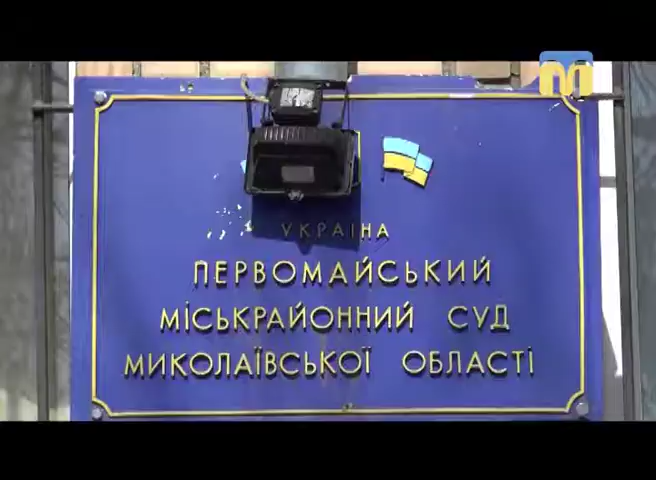 УКРАЇНА
ПЕРВОМАЙСЬКИЙ
МІСЬКРАЙОННИЙ СУД
МИКОЛАЇВСЬКОЇ ОБЛАСТІ